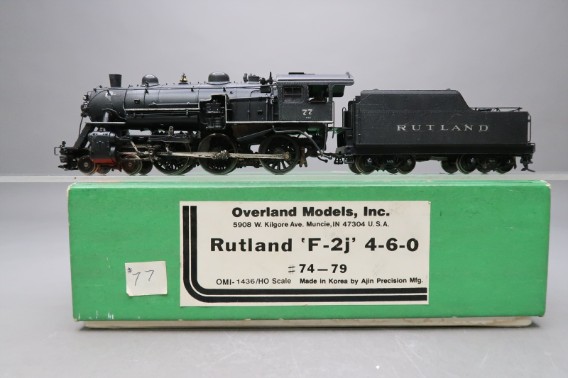 77
RUTLAND
Overland Models, Inc.
5908 W. Kilgore Ave. Muncie, IN 47304 U.S.A.
Rutland 'F-2j' 4-6-0
#74—79
OMI-1436/HO Scale Made in Korea by Ajin Precision Mfg.
#77